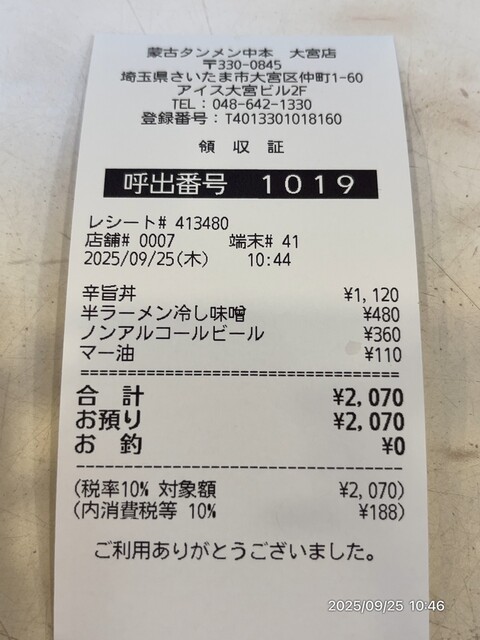 蒙古タンメン中本　大宮店
〒330-0845
埼玉県さいたま市大宮区仲町1-60
アイス大宮ビル2F
TEL：048-642-1330
登録番号：T4013301018160
領　収　証
呼出番号　1019
レシート# 413480
店舗# 0007　　端末# 41
2025/09/25(木)　　10:44
辛旨丼　¥1,120
半ラーメン冷し味噌　¥480
ノンアルコールビール　¥360
マー油　¥110
合　計　¥2,070
お預り　¥2,070
お　釣　¥0
(税率10% 対象額　¥2,070)
(内消費税等 10%　¥188)
ご利用ありがとうございました。
2025/09/25 10:46